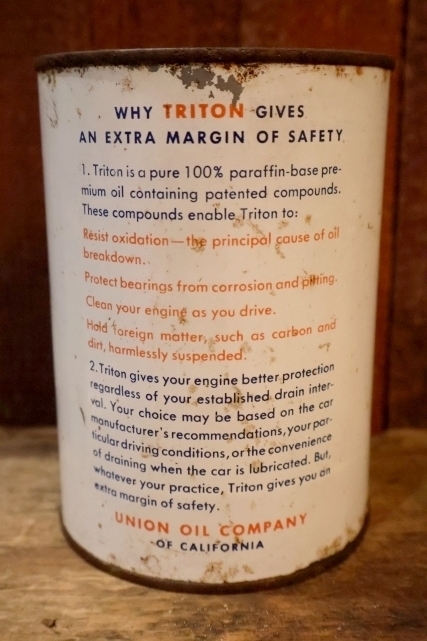 WHY TRITON GIVES
AN EXTRA MARGIN OF SAFETY
1. Triton is a pure 100% paraffin-base pre-
mium oil containing patented compounds.
These compounds enable Triton to:
Resist oxidation—the principal cause of oil
breakdown.
Protect bearings from corrosion and pitting.
Clean your engine as you drive.
Hold foreign matter, such as carbon and
dirt, harmlessly suspended.
2. Triton gives your engine better protection
regardless of your established drain inter-
val. Your choice may be based on the car
manufacturer's recommendations, your par-
ticular driving conditions, or the convenience
of draining when the car is lubricated. But,
whatever your practice, Triton gives you an
extra margin of safety.
UNION OIL COMPANY
OF CALIFORNIA